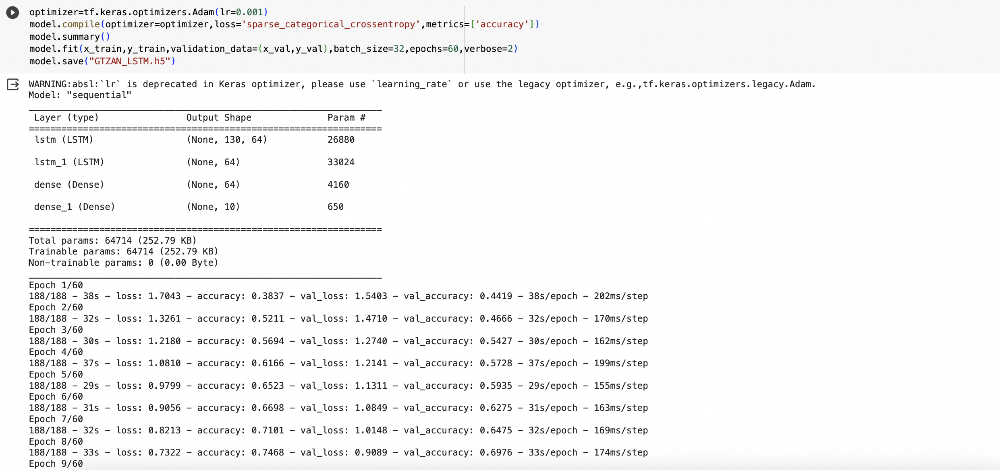 optimizer=tf.keras.optimizers.Adam(lr=0.001)
model.compile(optimizer=optimizer,loss='sparse_categorical_crossentropy',metrics=['accuracy'])
model.summary()
model.fit(x_train,y_train,validation_data=(x_val,y_val),batch_size=32,epochs=60,verbose=2)
model.save("GTZAN_LSTM.h5")
WARNING:absl:`lr` is deprecated in Keras optimizer, please use `learning_rate` or use the legacy optimizer, e.g.,tf.keras.optimizers.legacy.Adam.
Model: "sequential"
_________________________________________________________________
Layer (type) Output Shape Param #
=================================================================
lstm (LSTM) (None, 130, 64) 26880
lstm_1 (LSTM) (None, 64) 33024
dense (Dense) (None, 64) 4160
dense_1 (Dense) (None, 10) 650
=================================================================
Total params: 64714 (252.79 KB)
Trainable params: 64714 (252.79 KB)
Non-trainable params: 0 (0.00 Byte)
_________________________________________________________________
Epoch 1/60
188/188 - 38s - loss: 1.7043 - accuracy: 0.3837 - val_loss: 1.5403 - val_accuracy: 0.4419 - 38s/epoch - 202ms/step
Epoch 2/60
188/188 - 32s - loss: 1.3261 - accuracy: 0.5211 - val_loss: 1.4710 - val_accuracy: 0.4666 - 32s/epoch - 170ms/step
Epoch 3/60
188/188 - 30s - loss: 1.2180 - accuracy: 0.5694 - val_loss: 1.2740 - val_accuracy: 0.5427 - 30s/epoch - 162ms/step
Epoch 4/60
188/188 - 37s - loss: 1.0810 - accuracy: 0.6166 - val_loss: 1.2141 - val_accuracy: 0.5728 - 37s/epoch - 199ms/step
Epoch 5/60
188/188 - 29s - loss: 0.9799 - accuracy: 0.6523 - val_loss: 1.1311 - val_accuracy: 0.5935 - 29s/epoch - 155ms/step
Epoch 6/60
188/188 - 31s - loss: 0.9056 - accuracy: 0.6698 - val_loss: 1.0849 - val_accuracy: 0.6275 - 31s/epoch - 163ms/step
Epoch 7/60
188/188 - 32s - loss: 0.8213 - accuracy: 0.7101 - val_loss: 1.0148 - val_accuracy: 0.6475 - 32s/epoch - 169ms/step
Epoch 8/60
188/188 - 33s - loss: 0.7322 - accuracy: 0.7468 - val_loss: 0.9089 - val_accuracy: 0.6976 - 33s/epoch - 174ms/step
Epoch 9/60